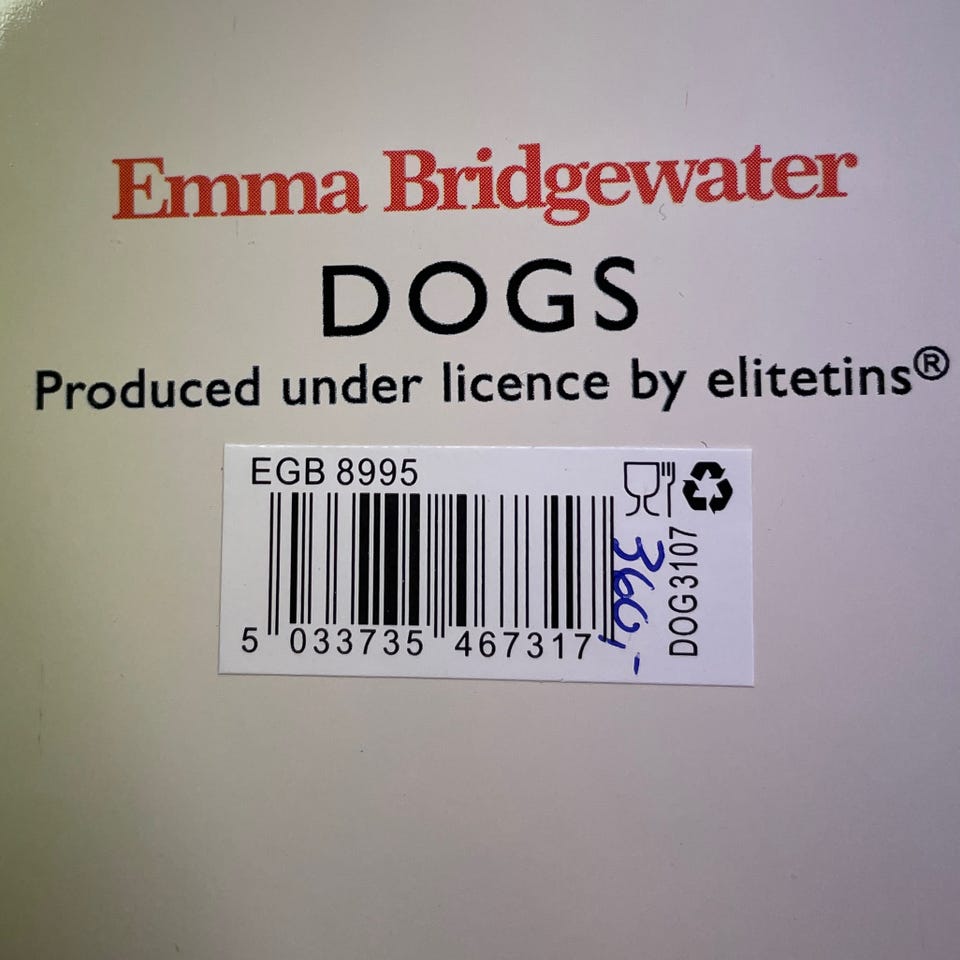 Emma Bridgewater
DOGS
Produced under licence by elitetins®
EGB 8995
5 033735 467317
360,-
DOG3107